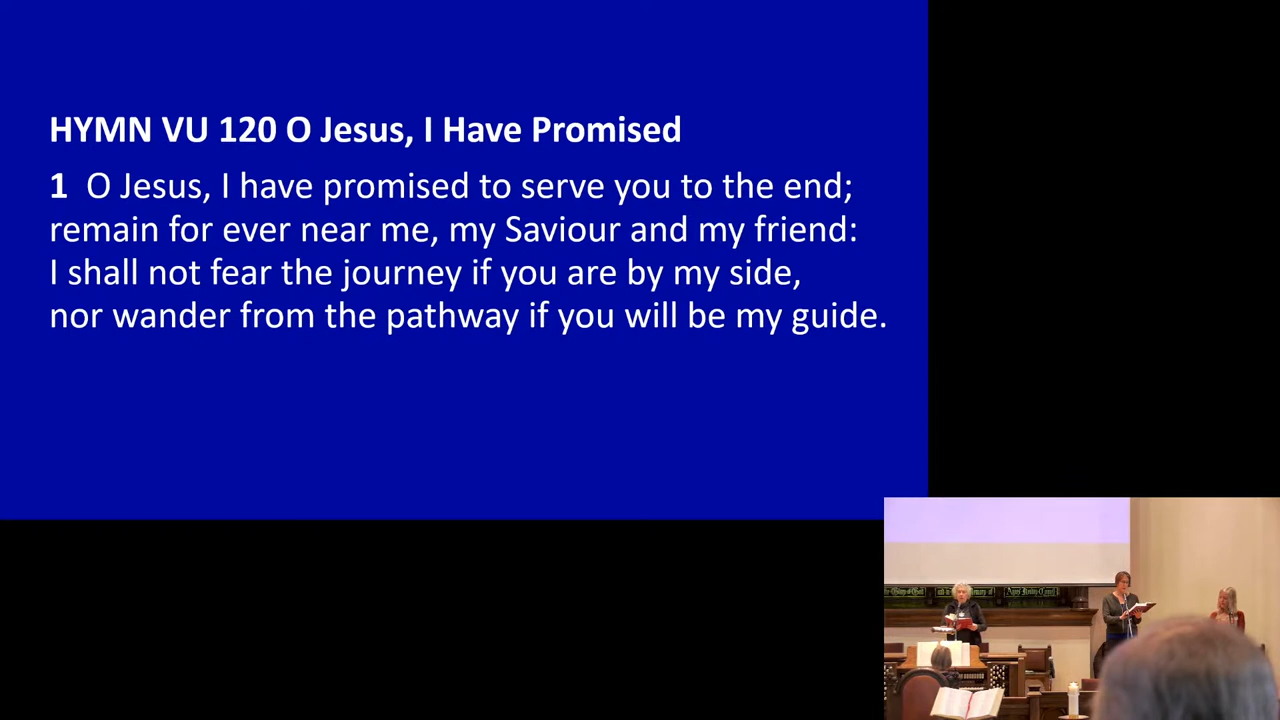 HYMN VU 120 O Jesus, I Have Promised
1 O Jesus, I have promised to serve you to the end;
remain for ever near me, my Saviour and my friend:
I shall not fear the journey if you are by my side,
nor wander from the pathway if you will be my guide.